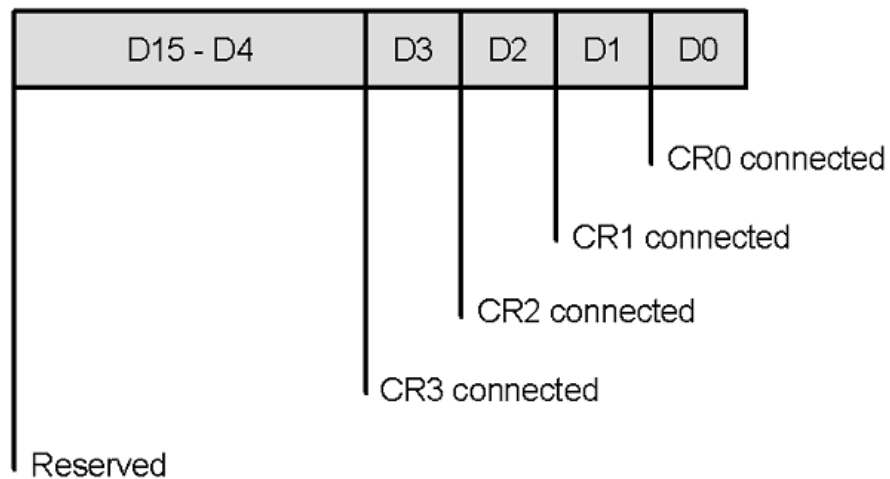 D15 - D4 D3 D2 D1 D0
CR0 connected
CR1 connected
CR2 connected
CR3 connected
Reserved